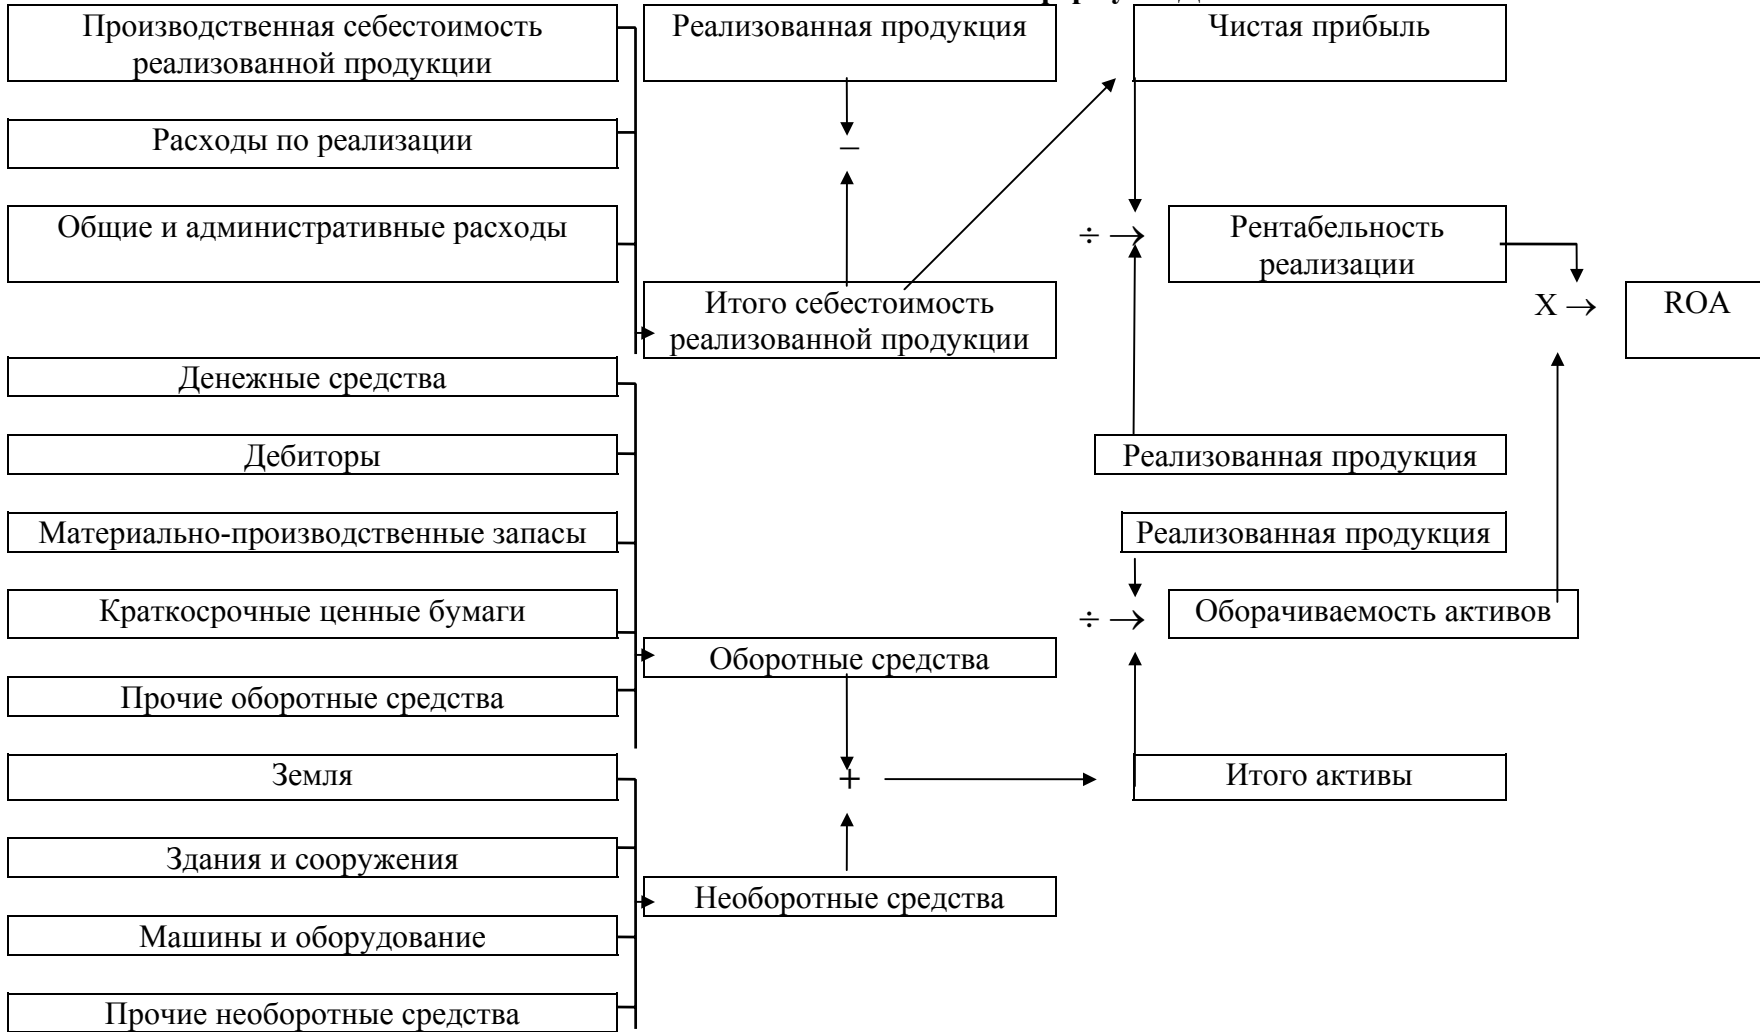 Производственная себестоимость
реализованной продукции
Реализованная продукция
Чистая прибыль
Расходы по реализации
–
Общие и административные расходы
÷ →
Рентабельность
реализации
Итого себестоимость
реализованной продукции
X →
ROA
Денежные средства
Дебиторы
Реализованная продукция
Материально-производственные запасы
Реализованная продукция
Краткосрочные ценные бумаги
÷ →
Оборачиваемость активов
Оборотные средства
Прочие оборотные средства
Земля
+
Итого активы
Здания и сооружения
Необоротные средства
Машины и оборудование
Прочие необоротные средства